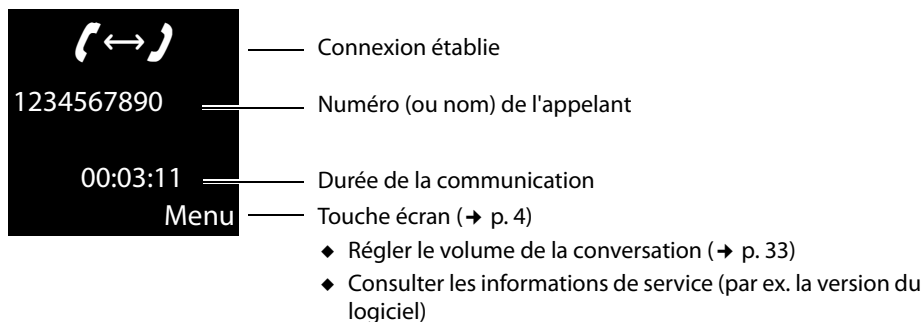 Connexion établie
1234567890
Numéro (ou nom) de l'appelant
00:03:11
Durée de la communication
Menu
Touche écran (➔ p. 4)
◆ Régler le volume de la conversation (➔ p. 33)
◆ Consulter les informations de service (par ex. la version du
logiciel)